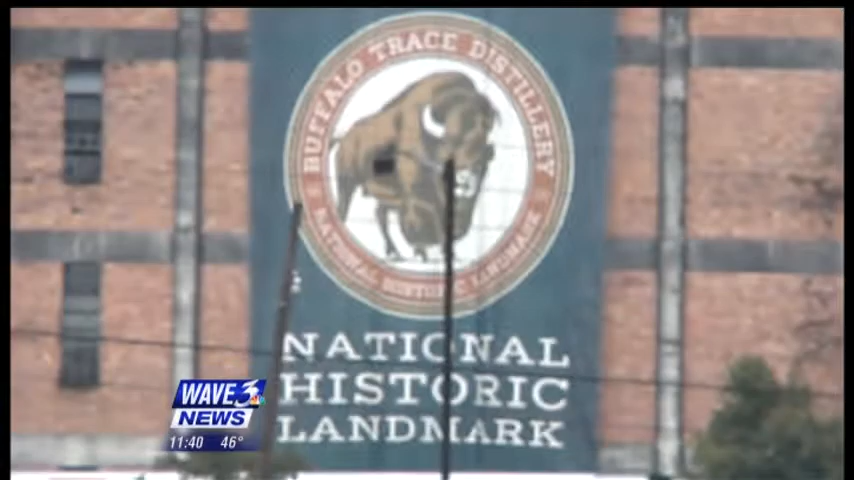 BUFFALO TRACE DISTILLERY
NATIONAL HISTORIC LANDMARK
NATIONAL
HISTORIC
LANDMARK
WAVE 3
NEWS
11:40 46°